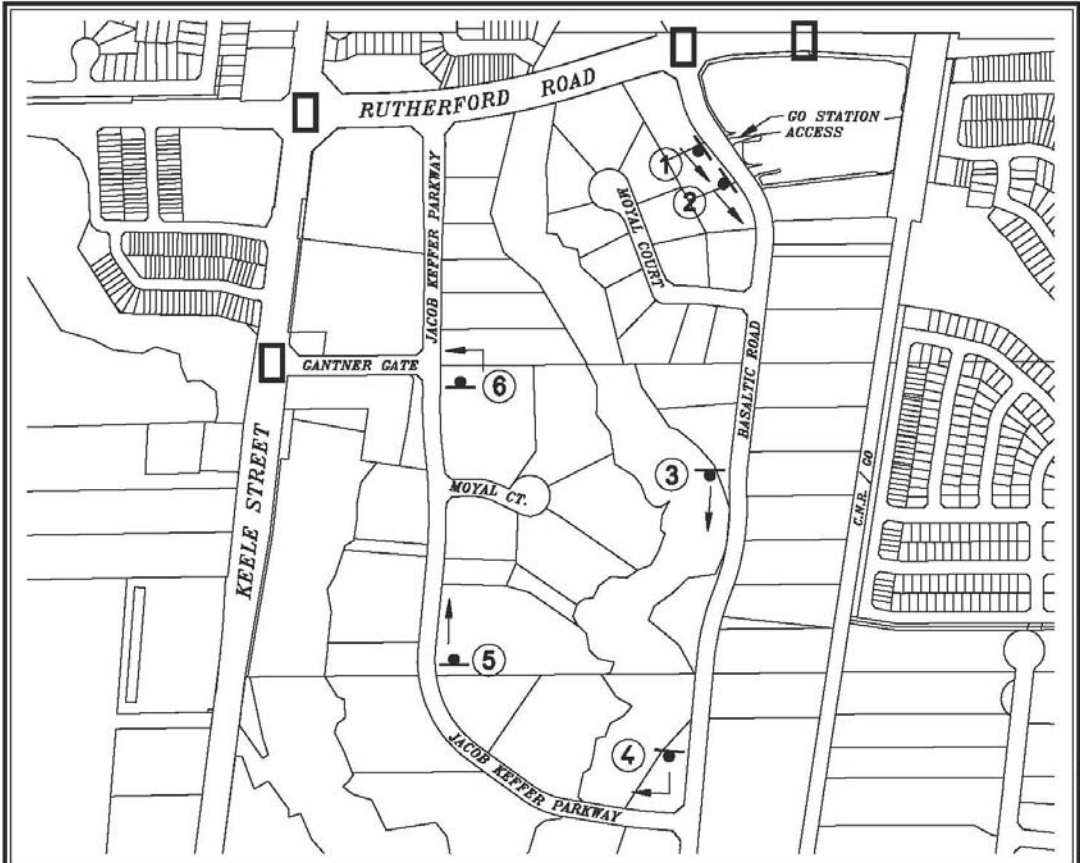 RUTHERFORD ROAD
GO STATION
ACCESS
1
2
MOYAL COURT
JACOB KEFFER PARKWAY
GANTNER GATE
6
BASALTIC ROAD
3
C.N.R. / GO
MOYAL CT.
KEELE STREET
5
4
JACOB KEFFER PARKWAY